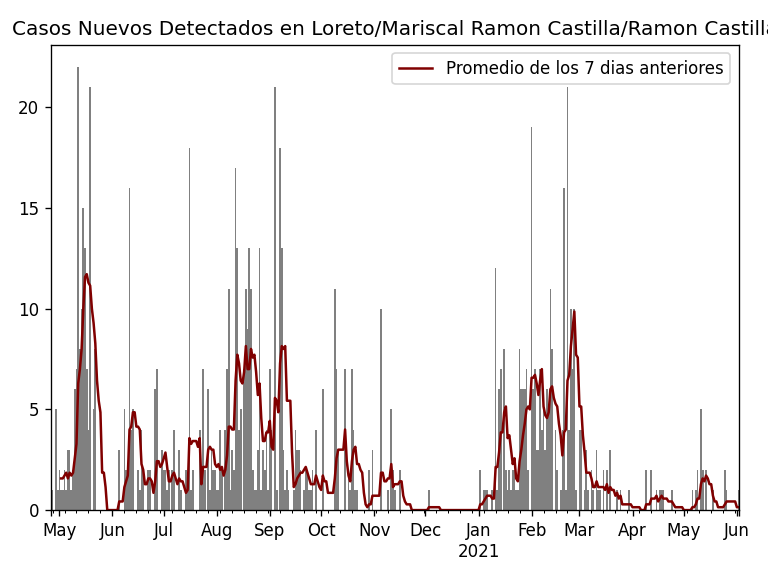 Casos Nuevos Detectados en Loreto/Mariscal Ramon Castilla/Ramon Castilla
Promedio de los 7 dias anteriores
20
15
10
5
0
May Jun Jul Aug Sep Oct Nov Dec Jan Feb Mar Apr May Jun
2021